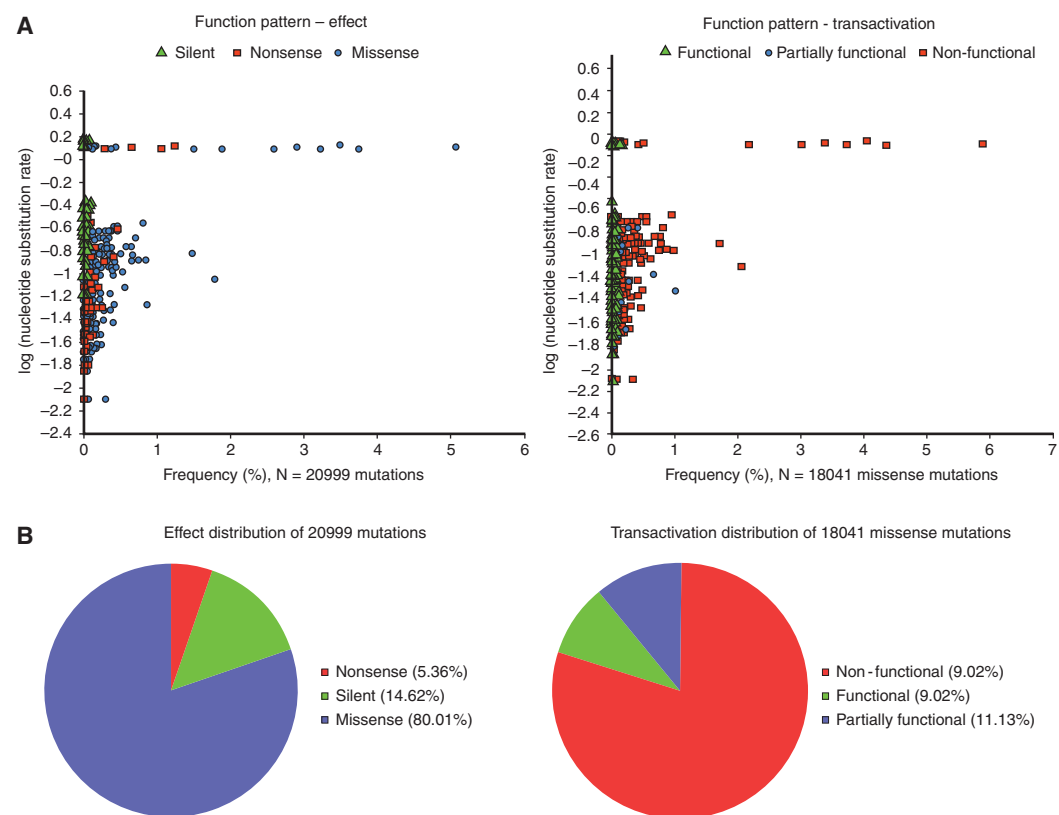 A
Function pattern – effect
Silent Nonsense Missense
log (nucleotide substitution rate)
0.6
0.4
0.2
–0
–0.2
–0.4
–0.6
–0.8
–1
–1.2
–1.4
–1.6
–1.8
–2
–2.2
–2.4
0 1 2 3 4 5 6
Frequency (%), N = 20999 mutations
Function pattern - transactivation
Functional Partially functional Non-functional
log (nucleotide substitution rate)
0.6
0.4
0.2
0
–0.2
–0.4
–0.6
–0.8
–1
–1.4
–1.4
–1.6
–1.8
–2
–2.2
–2.4
–2.6
0 1 2 3 4 5 6 7
Frequency (%), N = 18041 missense mutations
B
Effect distribution of 20999 mutations
Nonsense (5.36%)
Silent (14.62%)
Missense (80.01%)
Transactivation distribution of 18041 missense mutations
Non-functional (9.02%)
Functional (9.02%)
Partially functional (11.13%)